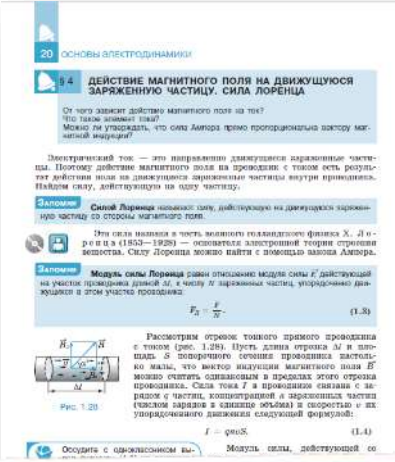 20 ОСНОВЫ ЭЛЕКТРОДИНАМИКИ
§ 4 ДЕЙСТВИЕ МАГНИТНОГО ПОЛЯ НА ДВИЖУЩУЮСЯ
ЗАРЯЖЕННУЮ ЧАСТИЦУ. СИЛА ЛОРЕНЦА
От чего зависит действие магнитного поля на ток?
Что такое элемент тока?
Можно ли утверждать, что сила Ампера прямо пропорциональна вектору маг-
нитной индукции?
Электрический ток — это направленно движущиеся заряженные части-
цы. Поэтому действие магнитного поля на проводник с током есть резуль-
тат действия поля на движущиеся заряженные частицы внутри проводника.
Найдём силу, действующую на одну частицу.
Запомни
Силой Лоренца называют силу, действующую на движущуюся заряжен-
ную частицу со стороны магнитного поля.
Эта сила названа в честь великого голландского физика Х. Ло-
ренца (1853—1928) — основателя электронной теории строения
вещества. Силу Лоренца можно найти с помощью закона Ампера.
Запомни
Модуль силы Лоренца равен отношению модуля силы F, действующей
на участок проводника длиной Δl, к числу N заряженных частиц, упорядоченно дви-
жущихся в этом участке проводника:
Fл = F/N. (1.3)
Рассмотрим отрезок тонкого прямого проводника
с током (рис. 1.28). Пусть длина отрезка Δl и пло-
щадь S поперечного сечения проводника настоль-
ко малы, что вектор индукции магнитного поля B
можно считать одинаковым в пределах этого отрезка
проводника. Сила тока I в проводнике связана с за-
рядом q частиц, концентрацией n заряженных частиц
(числом зарядов в единице объёма) и скоростью v их
упорядоченного движения следующей формулой:
Δl
Рис. 1.28
I = qnvS. (1.4)
Обсудите с одноклассником вы-
Модуль силы, действующей со